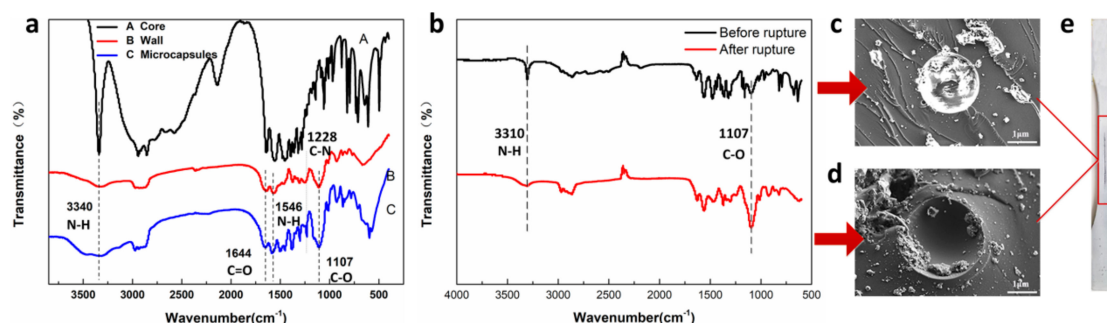 a
A Core
B Wall
C Microcapsules
A
B
C
3340
N-H
1644
C=O
1546
N-H
1228
C-N
1107
C-O
Transmittance (%)
3500 3000 2500 2000 1500 1000 500
Wavenumber(cm⁻¹)
b
Before rupture
After rupture
3310
N-H
1107
C-O
Transmittance (%)
4000 3500 3000 2500 2000 1500 1000 500
Wavenumber(cm⁻¹)
c
1μm
d
1μm
e